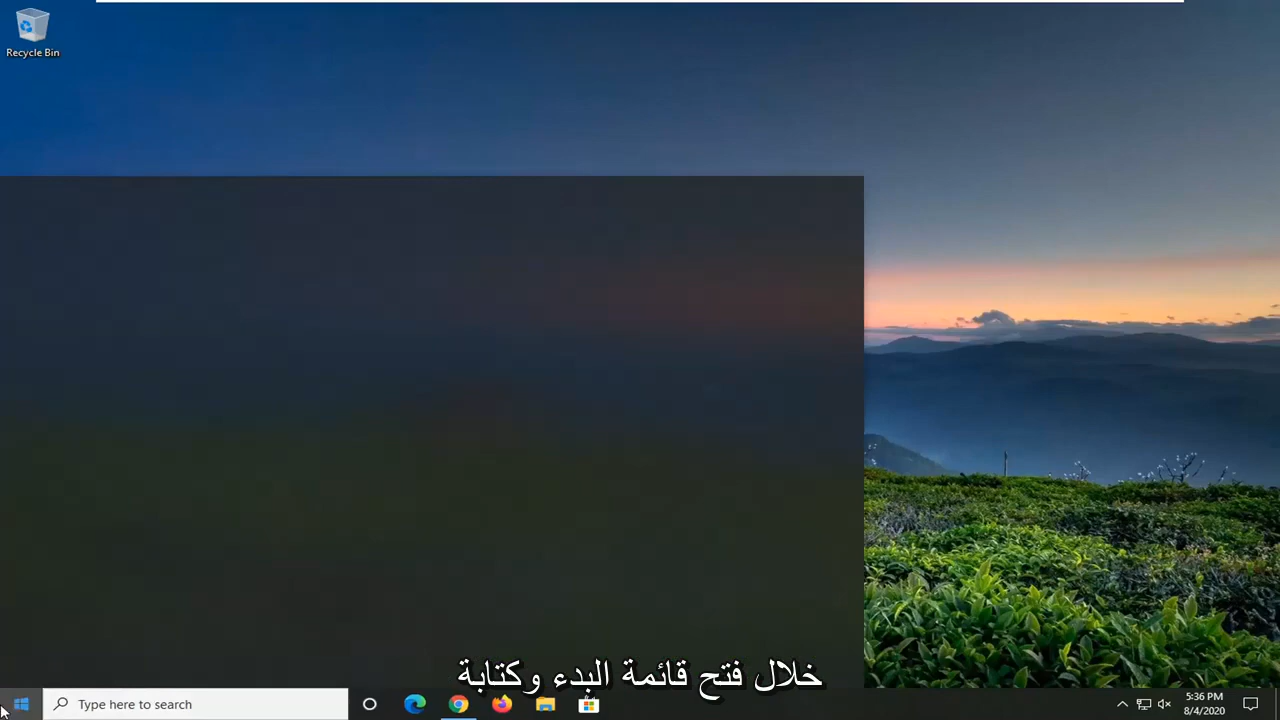 Recycle Bin
خلال فتح قائمة البدء وكتابة
Type here to search
5:36 PM
8/4/2020